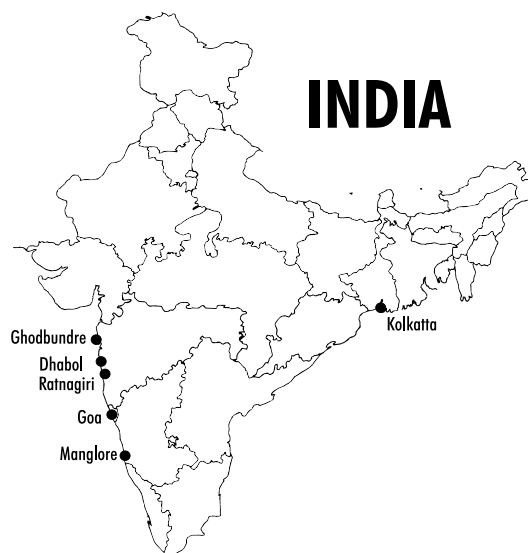 INDIA
Kolkatta
Ghodbundre
Dhabol
Ratnagiri
Goa
Manglore